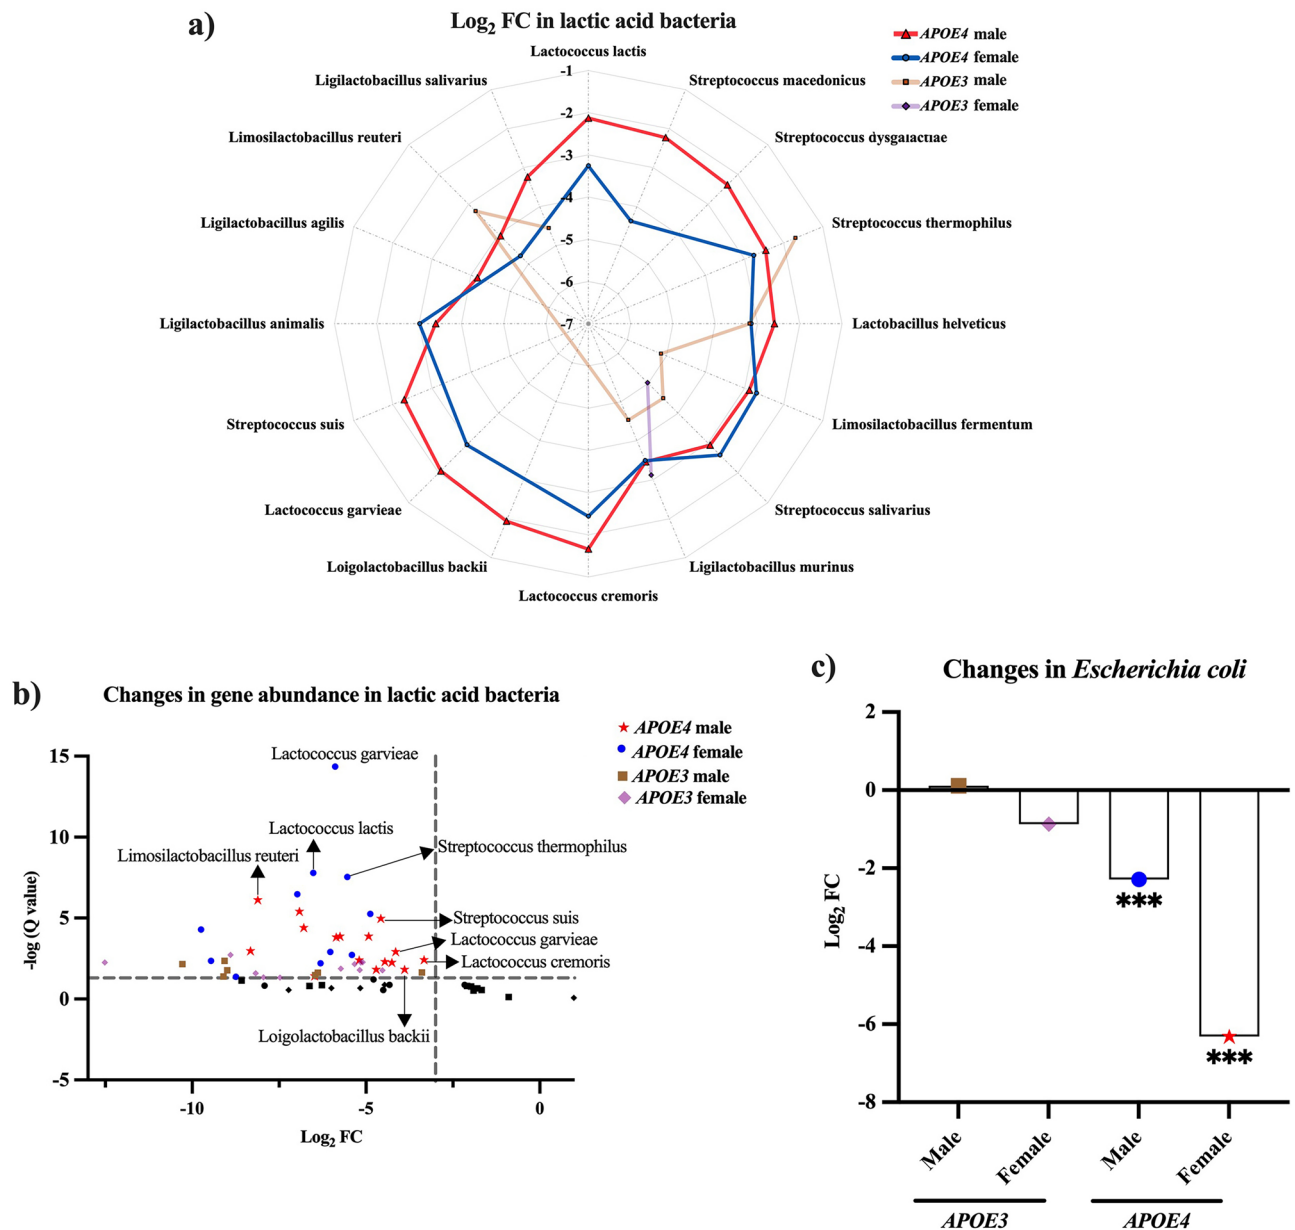 a)
Log2 FC in lactic acid bacteria
APOE4 male
APOE4 female
APOE3 male
APOE3 female
Lactococcus lactis
Ligilactobacillus salivarius
Streptococcus macedonicus
Limosilactobacillus reuteri
Streptococcus dysgalactiae
Ligilactobacillus agilis
Streptococcus thermophilus
Ligilactobacillus animalis
Lactobacillus helveticus
Streptococcus suis
Limosilactobacillus fermentum
Lactococcus garvieae
Streptococcus salivarius
Loigolactobacillus backii
Ligilactobacillus murinus
Lactococcus cremoris
-1
-2
-3
-4
-5
-6
-7
b)
Changes in gene abundance in lactic acid bacteria
APOE4 male
APOE4 female
APOE3 male
APOE3 female
Lactococcus garvieae
Lactococcus lactis
Limosilactobacillus reuteri
Streptococcus thermophilus
Streptococcus suis
Lactococcus garvieae
Lactococcus cremoris
Loigolactobacillus backii
-log (Q value)
15
10
5
0
-5
-10
-5
0
Log2 FC
c)
Changes in Escherichia coli
Log2 FC
2
0
-2
-4
-6
-8
***
***
Male
Female
Male
Female
APOE3
APOE4